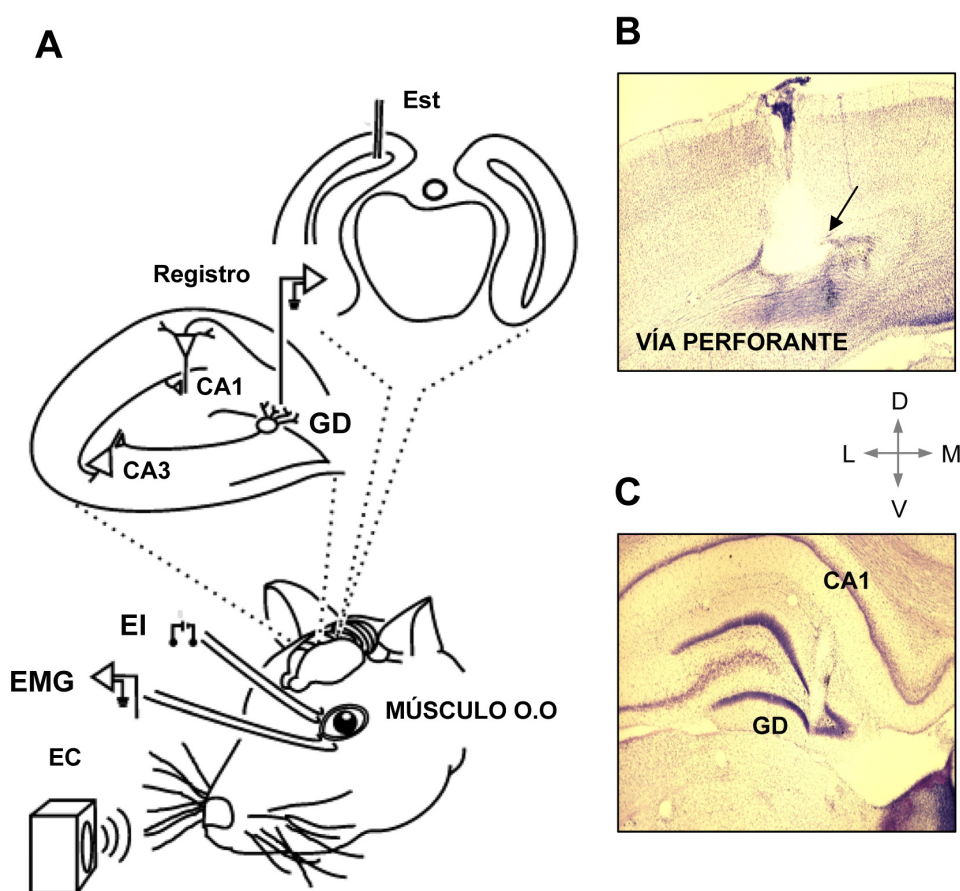 A
Est
Registro
CA1
GD
CA3
EI
EMG
MÚSCULO O.O
EC
B
VÍA PERFORANTE
D
L
M
V
C
CA1
GD